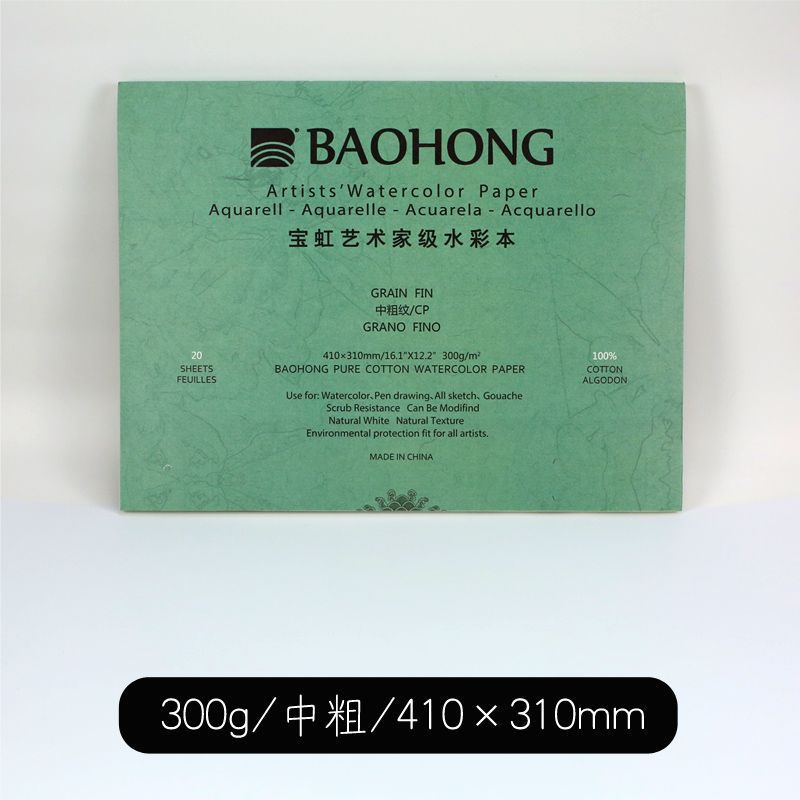 BAOHONG
Artists' Watercolor Paper
Aquarell - Aquarelle - Acuarela - Acquarello
宝虹艺术家级水彩本
GRAIN FIN
中粗纹/CP
GRANO FINO
20
SHEETS
FEUILLES
410×310mm/16.1"X12.2" 300g/m²
BAOHONG PURE COTTON WATERCOLOR PAPER
100%
COTTON
ALGODON
Use for: Watercolor、Pen drawing、All sketch、Gouache
Scrub Resistance Can Be Modifind
Natural White Natural Texture
Environmental protection fit for all artists.
MADE IN CHINA
300g/中粗/410×310mm